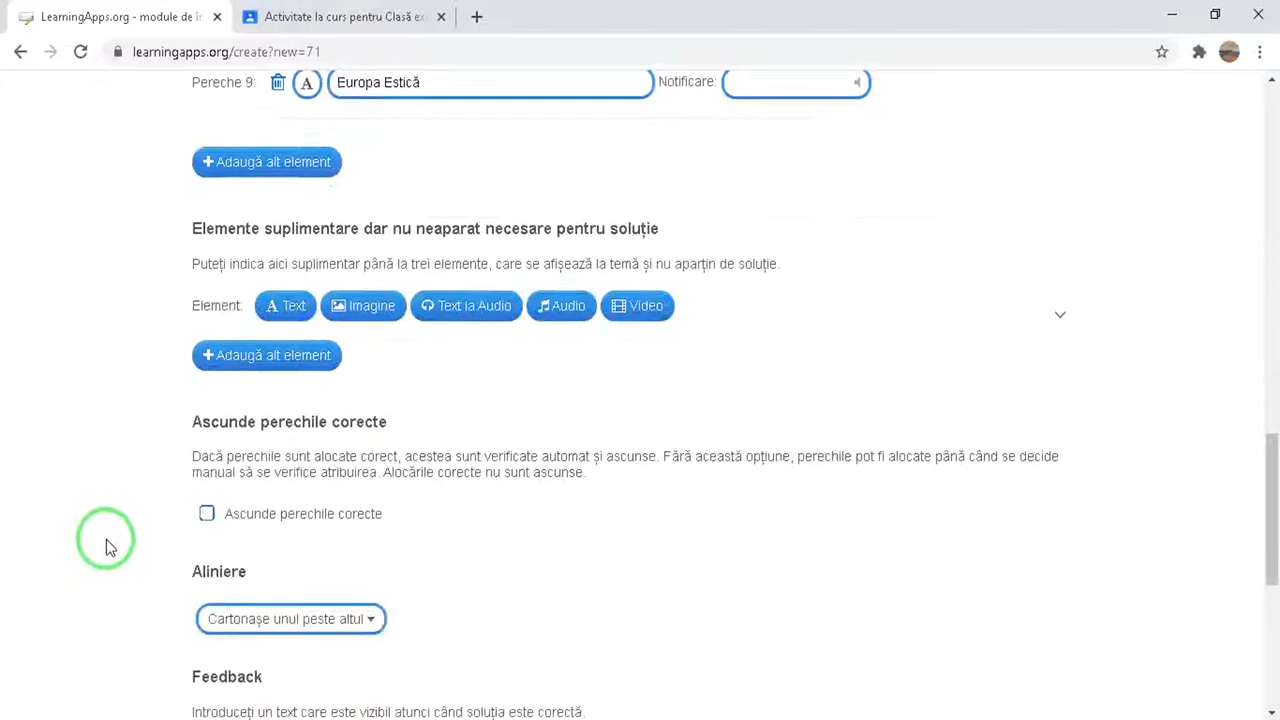 LearningApps.org - module de în
Activitate la curs pentru Clasă ex
learningapps.org/create?new=71
Pereche 9: A Europa Estică Notificare:
+ Adaugă alt element
Elemente suplimentare dar nu neaparat necesare pentru soluție
Puteți indica aici suplimentar până la trei elemente, care se afișează la temă și nu aparțin de soluție.
Element: A Text Imagine Text la Audio Audio Video
+ Adaugă alt element
Ascunde perechile corecte
Dacă perechile sunt alocate corect, acestea sunt verificate automat și ascunse. Fără această opțiune, perechile pot fi alocate până când se decide
manual să se verifice atribuirea. Alocările corecte nu sunt ascunse.
Ascunde perechile corecte
Aliniere
Cartonașe unul peste altul
Feedback
Introduceți un text care este vizibil atunci când soluția este corectă.